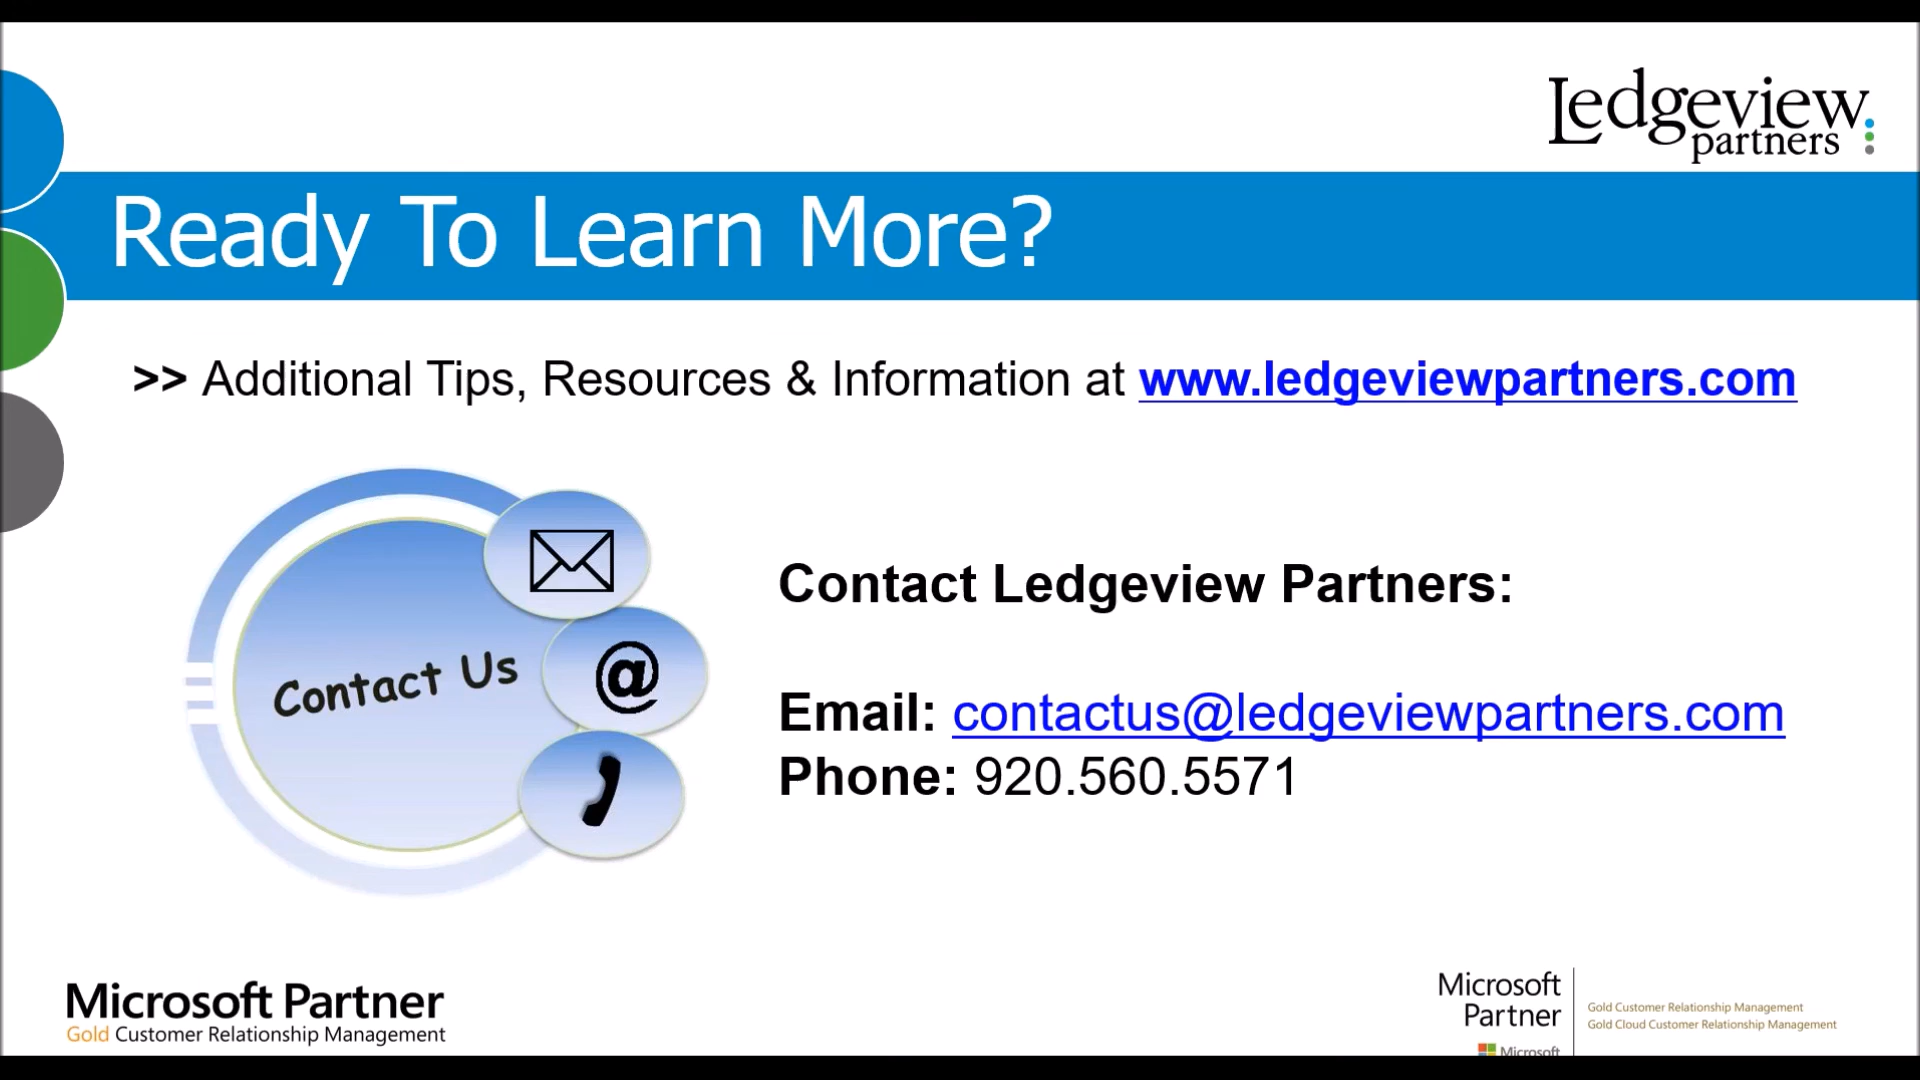 Ledgeview
partners
Ready To Learn More?
>> Additional Tips, Resources & Information at www.ledgeviewpartners.com
Contact Us
@
Contact Ledgeview Partners:
Email: contactus@ledgeviewpartners.com
Phone: 920.560.5571
Microsoft Partner
Gold Customer Relationship Management
Microsoft
Partner
Gold Customer Relationship Management
Gold Cloud Customer Relationship Management
Microsoft